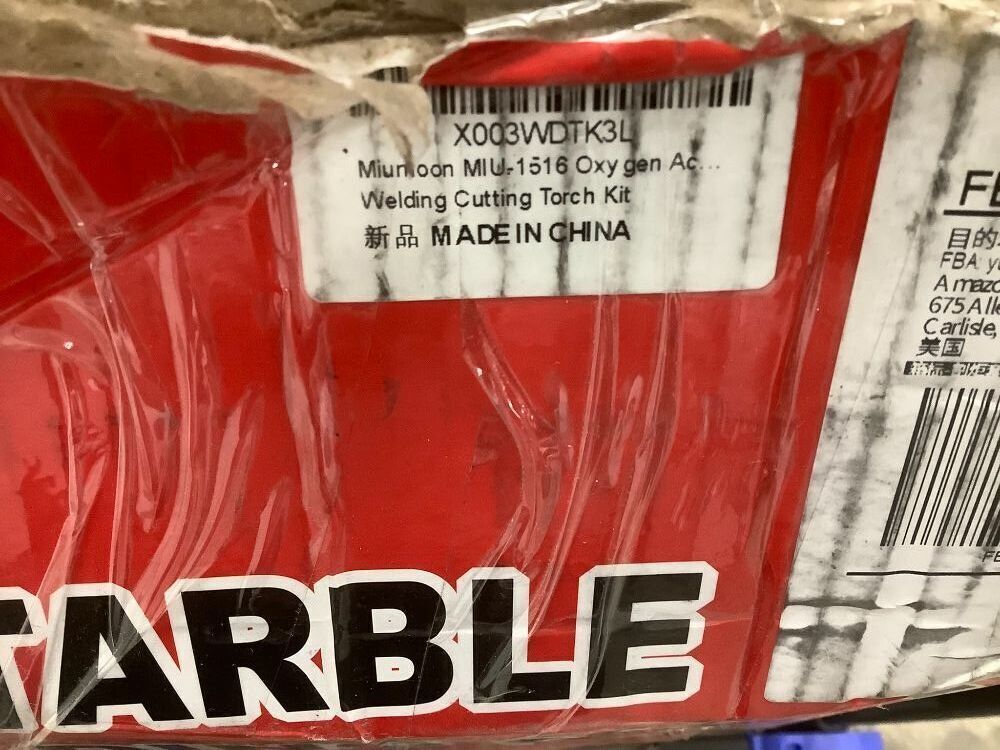 X003WDTK3L
Miumoon MIU-1516 Oxygen Ac...
Welding Cutting Torch Kit
新品 MADE IN CHINA
目的
FBA
Amazo
675 Alle
Carlisle,
美国
TARBLE